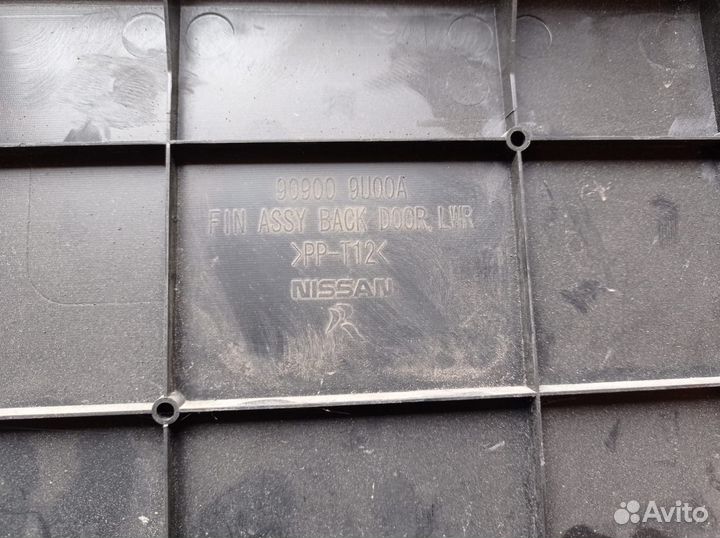 90900 9U00A
FIN ASSY BACK DOOR, LWR
>PP-T12<
NISSAN
Avito